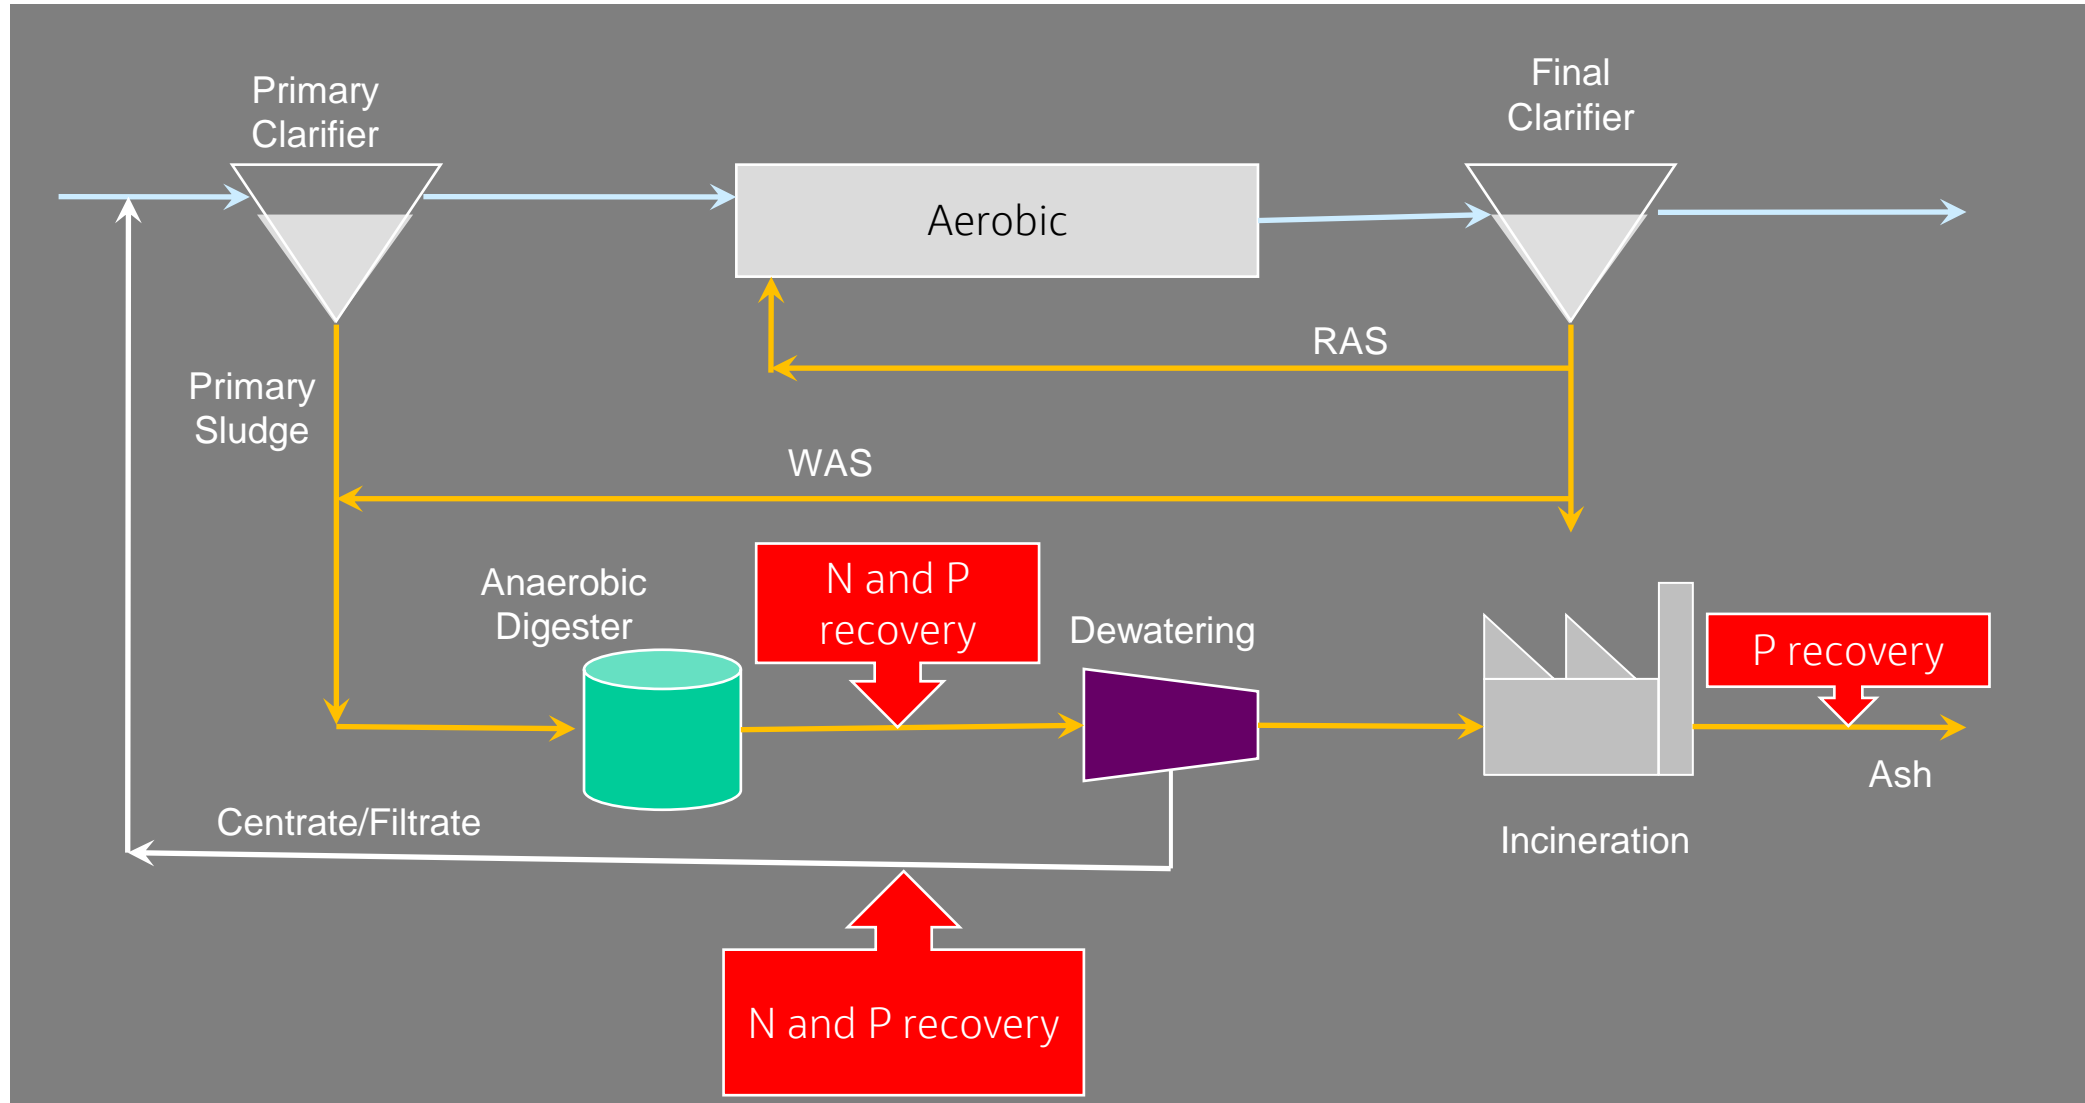 Primary
Clarifier
Final
Clarifier
Aerobic
RAS
Primary
Sludge
WAS
Anaerobic
Digester
N and P
recovery
Dewatering
P recovery
Ash
Centrate/Filtrate
Incineration
N and P recovery